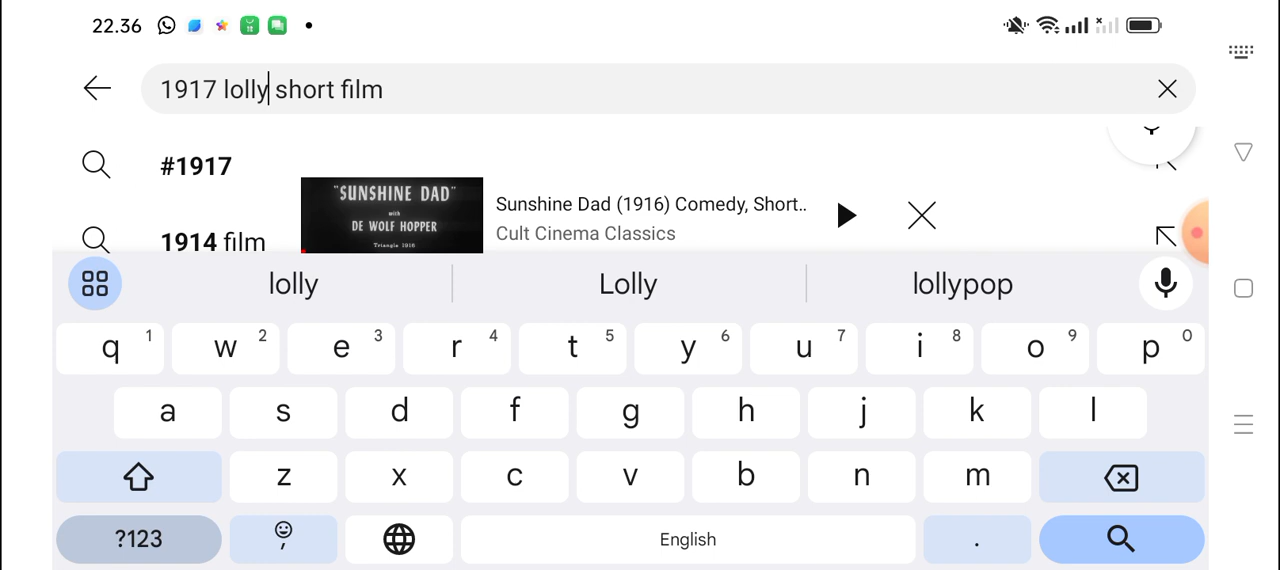 22.36
1917 lolly short film
#1917
1914 film
"SUNSHINE DAD"
with
DE WOLF HOPPER
Triangle 1916
Sunshine Dad (1916) Comedy, Short..
Cult Cinema Classics
lolly Lolly lollypop
q 1 w 2 e 3 r 4 t 5 y 6 u 7 i 8 o 9 p 0
a s d f g h j k l
z x c v b n m
?123 , English .